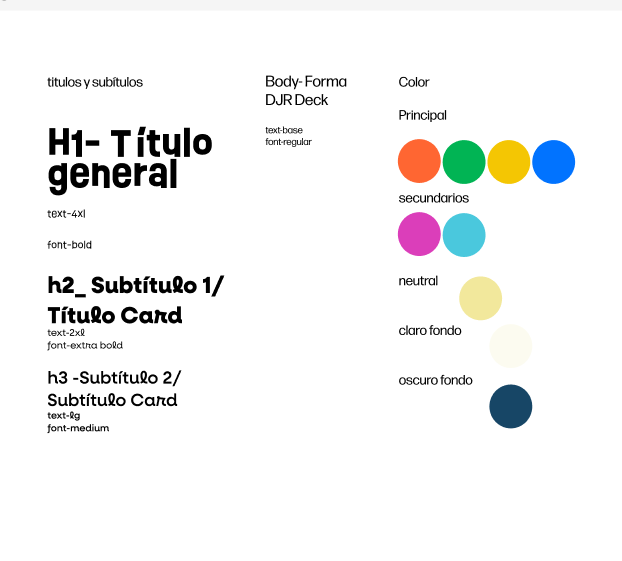 titulos y subítulos
H1- Título
general
text-4xl
font-bold
h2_ Subtítulo 1/
Título Card
text-2xl
font-extra bold
h3 -Subtítulo 2/
Subtítulo Card
text-lg
font-medium
Body- Forma
DJR Deck
text-base
font-regular
Color
Principal
secundarios
neutral
claro fondo
oscuro fondo